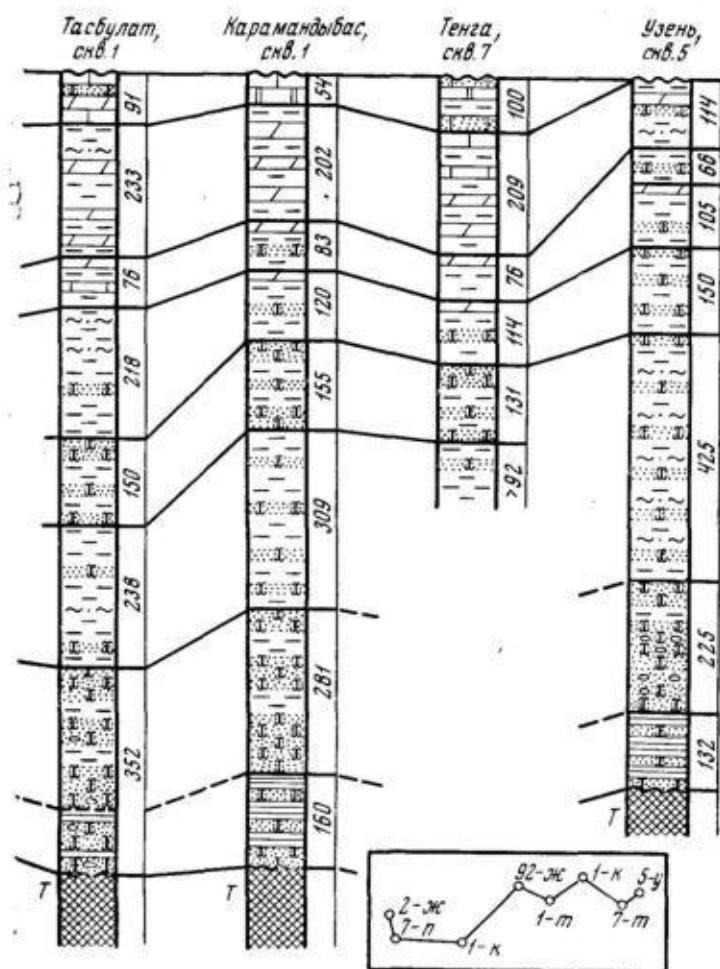 Тасбулат,
скв.1
Карамандыбас,
скв.1
Тенга,
скв.7
Узень,
скв.5
91
233
76
218
150
238
352
Т
54
202
83
120
155
309
281
160
100
209
76
114
131
>92
114
66
105
150
425
225
132
Т
2-ж
7-п
1-к
92-ж
1-т
1-к
7-т
5-у